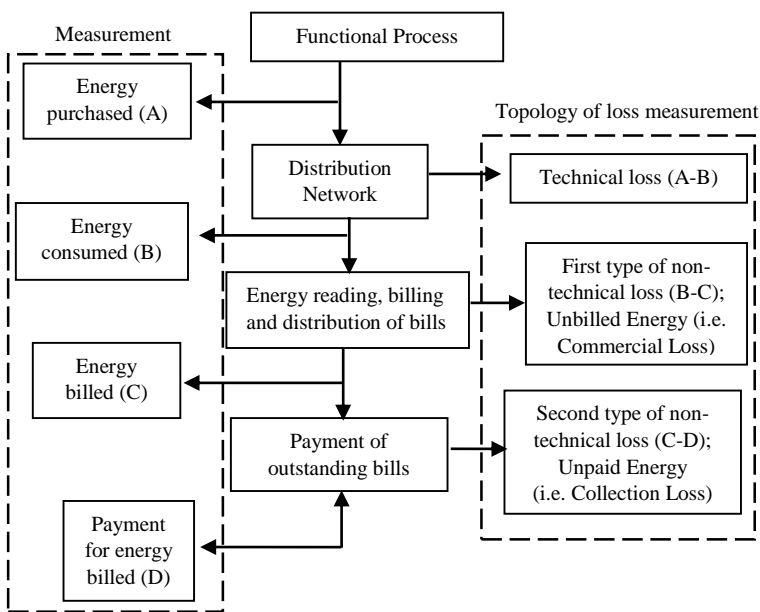 Measurement
Functional Process
Energy
purchased (A)
Topology of loss measurement
Distribution
Network
Technical loss (A-B)
Energy
consumed (B)
Energy reading, billing
and distribution of bills
First type of non-
technical loss (B-C);
Unbilled Energy (i.e.
Commercial Loss)
Energy
billed (C)
Payment of
outstanding bills
Second type of non-
technical loss (C-D);
Unpaid Energy
(i.e. Collection Loss)
Payment
for energy
billed (D)